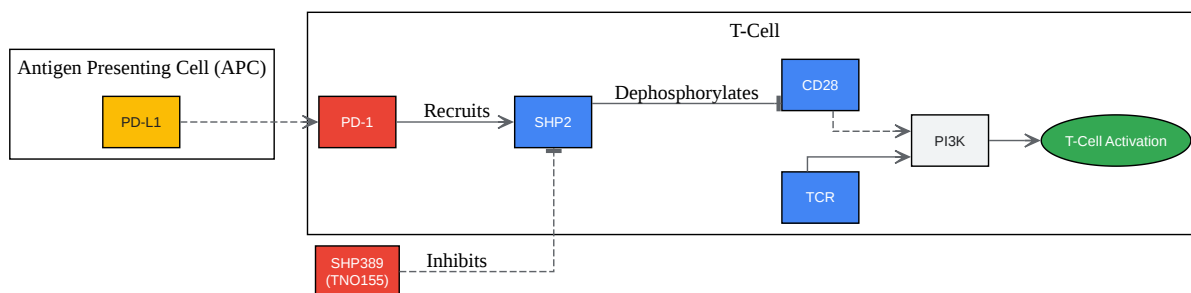 T-Cell
Antigen Presenting Cell (APC)
PD-L1
PD-1
Recruits
SHP2
Dephosphorylates
CD28
PI3K
T-Cell Activation
TCR
SHP389
(TNO155)
Inhibits